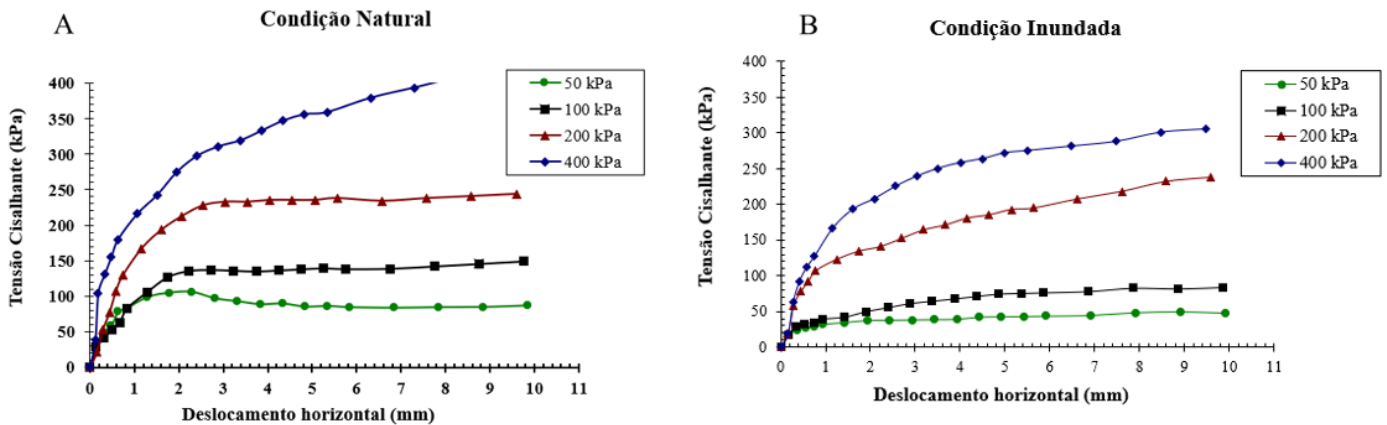 A
Condição Natural
Tensão Cisalhante (kPa)
400
350
300
250
200
150
100
50
0
0 1 2 3 4 5 6 7 8 9 10 11
Deslocamento horizontal (mm)
50 kPa
100 kPa
200 kPa
400 kPa
B
Condição Inundada
Tensão Cisalhante (kPa)
400
350
300
250
200
150
100
50
0
0 1 2 3 4 5 6 7 8 9 10 11
Deslocamento horizontal (mm)
50 kPa
100 kPa
200 kPa
400 kPa